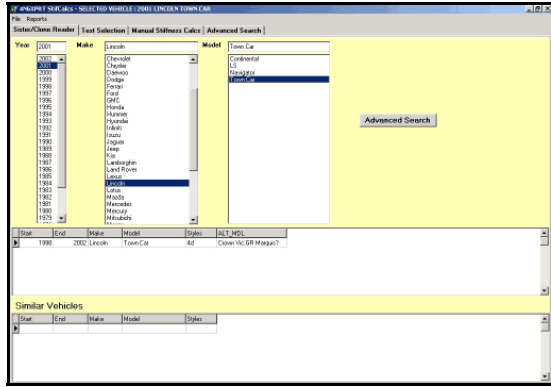 4N6XPRT StifCalcs - SELECTED VEHICLE : 2001 LINCOLN TOWN CAR
File Reports
Sister/Clone Reader Test Selection Manual Stiffness Calcs Advanced Search
Year 2001 Make Lincoln Model Town Car
2002 Chevrolet Continental
2001 Chrysler LS
2000 Daewoo Navigator
1999 Dodge Town Car
1998 Ferrari
1997 Ford
1996 GMC
1995 Honda
1994 Hummer
1993 Hyundai
1992 Infiniti
1991 Isuzu
1990 Jaguar
1989 Jeep
1988 Kia
1987 Lamborghin
1986 Land Rover
1985 Lexus
1984 Lincoln
1983 Lotus
1982 Mazda
1981 Mercedes
1980 Mercury
1979 Mitsubishi
Advanced Search
Start End Make Model Styles ALT_MDL
1998 2002 Lincoln Town Car 4d Crown Vic,GR Marquis?
Similar Vehicles
Start End Make Model Styles